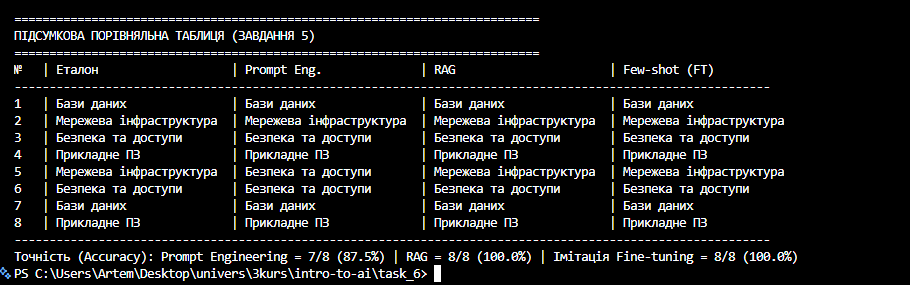 ===========================================================================
ПІДСУМКОВА ПОРІВНЯЛЬНА ТАБЛИЦЯ (ЗАВДАННЯ 5)
===========================================================================
№ | Еталон | Prompt Eng. | RAG | Few-shot (FT)
------------------------------------------------------------------------------------------------------------
1 | Бази даних | Бази даних | Бази даних | Бази даних
2 | Мережева інфраструктура | Мережева інфраструктура | Мережева інфраструктура | Мережева інфраструктура
3 | Безпека та доступи | Безпека та доступи | Безпека та доступи | Безпека та доступи
4 | Прикладне ПЗ | Прикладне ПЗ | Прикладне ПЗ | Прикладне ПЗ
5 | Мережева інфраструктура | Безпека та доступи | Мережева інфраструктура | Мережева інфраструктура
6 | Безпека та доступи | Безпека та доступи | Безпека та доступи | Безпека та доступи
7 | Бази даних | Бази даних | Бази даних | Бази даних
8 | Прикладне ПЗ | Прикладне ПЗ | Прикладне ПЗ | Прикладне ПЗ
------------------------------------------------------------------------------------------------------------
Точність (Accuracy): Prompt Engineering = 7/8 (87.5%) | RAG = 8/8 (100.0%) | Імітація Fine-tuning = 8/8 (100.0%)
PS C:\Users\Artem\Desktop\univers\3kurs\intro-to-ai\task_6>